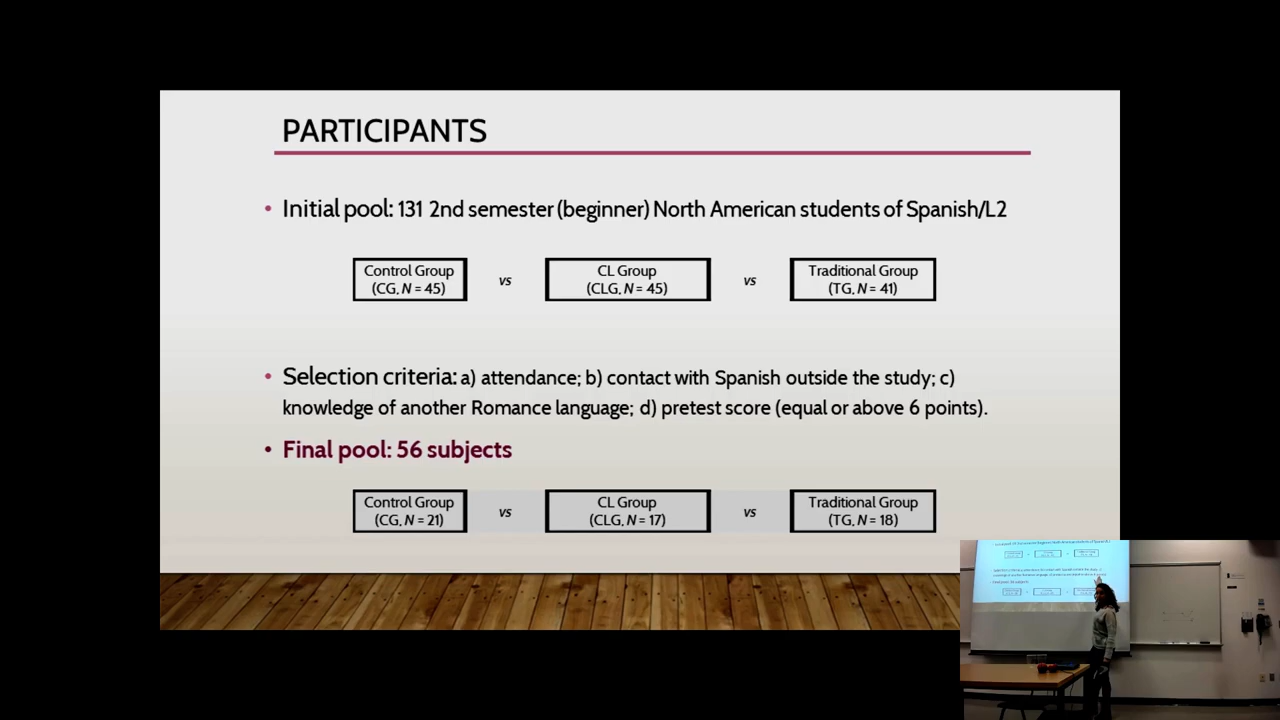 PARTICIPANTS
• Initial pool: 131 2nd semester (beginner) North American students of Spanish/L2
Control Group
(CG, N = 45)
vs
CL Group
(CLG, N = 45)
vs
Traditional Group
(TG, N = 41)
• Selection criteria: a) attendance; b) contact with Spanish outside the study; c)
knowledge of another Romance language; d) pretest score (equal or above 6 points).
• Final pool: 56 subjects
Control Group
(CG, N = 21)
vs
CL Group
(CLG, N = 17)
vs
Traditional Group
(TG, N = 18)